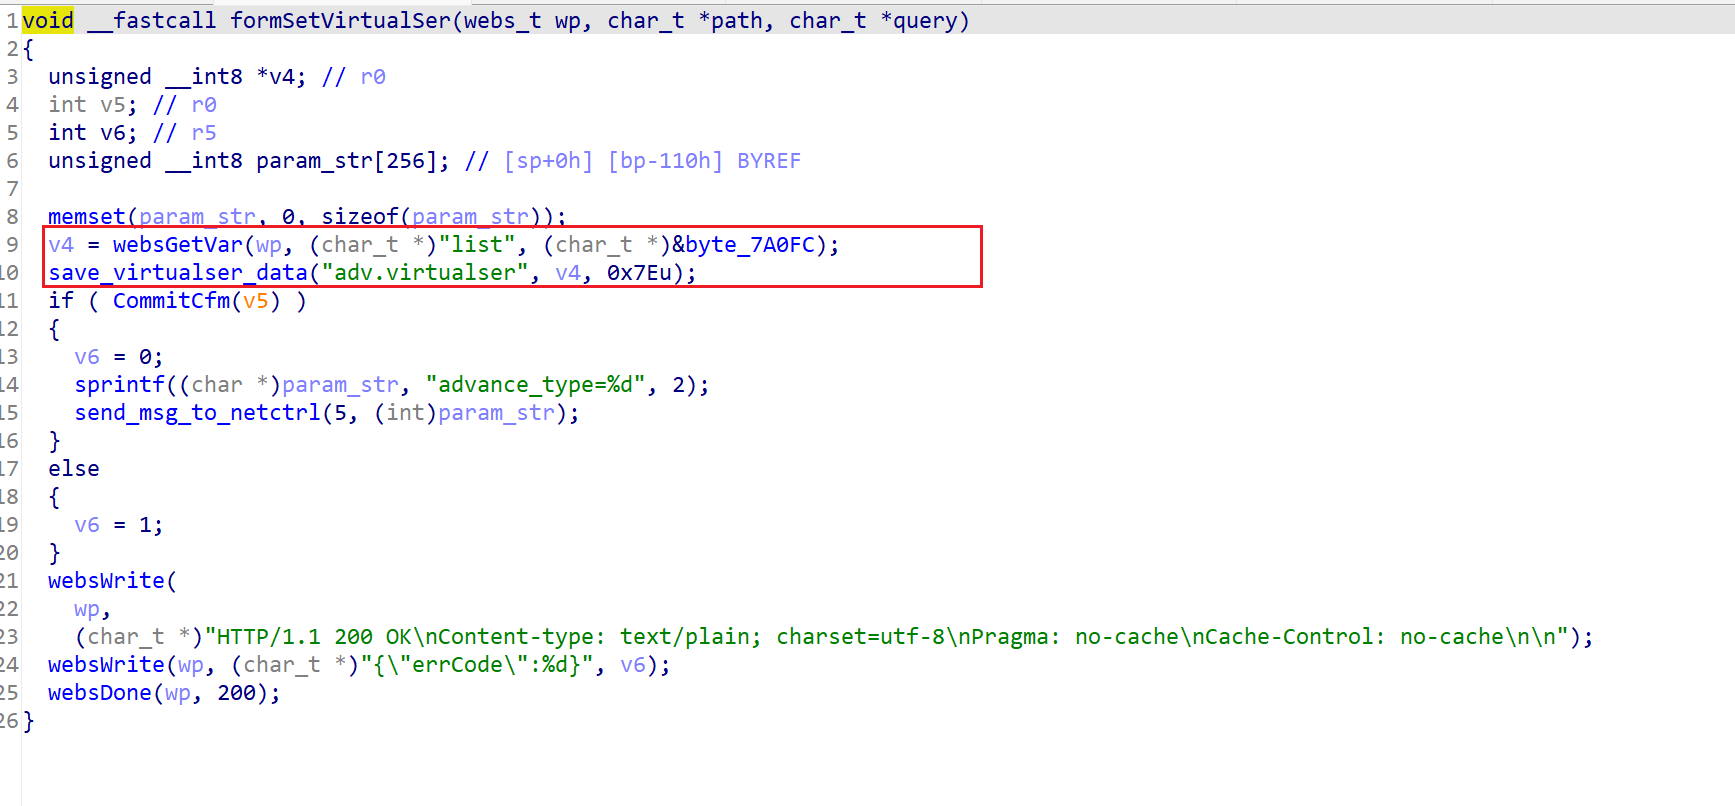 1 void __fastcall formSetVirtualSer(webs_t wp, char_t *path, char_t *query)
2 {
3   unsigned __int8 *v4; // r0
4   int v5; // r0
5   int v6; // r5
6   unsigned __int8 param_str[256]; // [sp+0h] [bp-110h] BYREF
7
8   memset(param_str, 0, sizeof(param_str));
9   v4 = websGetVar(wp, (char_t *)"list", (char_t *)&byte_7A0FC);
10   save_virtualser_data("adv.virtualser", v4, 0x7Eu);
11   if ( CommitCfm(v5) )
12   {
13     v6 = 0;
14     sprintf((char *)param_str, "advance_type=%d", 2);
15     send_msg_to_netctrl(5, (int)param_str);
16   }
17   else
18   {
19     v6 = 1;
20   }
21   websWrite(
22     wp,
23     (char_t *)"HTTP/1.1 200 OK\nContent-type: text/plain; charset=utf-8\nPragma: no-cache\nCache-Control: no-cache\n\n");
24   websWrite(wp, (char_t *)"{\"errCode\":%d}", v6);
25   websDone(wp, 200);
26 }